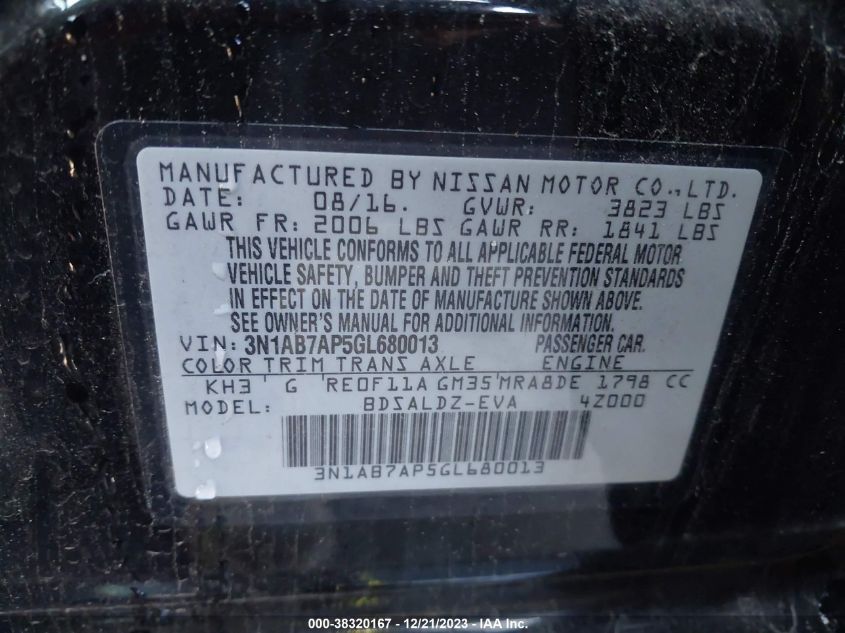 MANUFACTURED BY NISSAN MOTOR CO., LTD.
DATE: 08/16. GVWR: 3823 LBS
GAWR FR: 2006 LBS GAWR RR: 1841 LBS
THIS VEHICLE CONFORMS TO ALL APPLICABLE FEDERAL MOTOR
VEHICLE SAFETY, BUMPER AND THEFT PREVENTION STANDARDS
IN EFFECT ON THE DATE OF MANUFACTURE SHOWN ABOVE.
SEE OWNER'S MANUAL FOR ADDITIONAL INFORMATION.
VIN: 3N1AB7AP5GL680013 PASSENGER CAR.
COLOR TRIM TRANS AXLE ENGINE
KH3 G RE0F11A GM35 MRA8DE 1798 CC
MODEL: BDSALDZ-EVA 4Z000
3N1AB7AP5GL680013
000-38320167 - 12/21/2023 - IAAI.com.